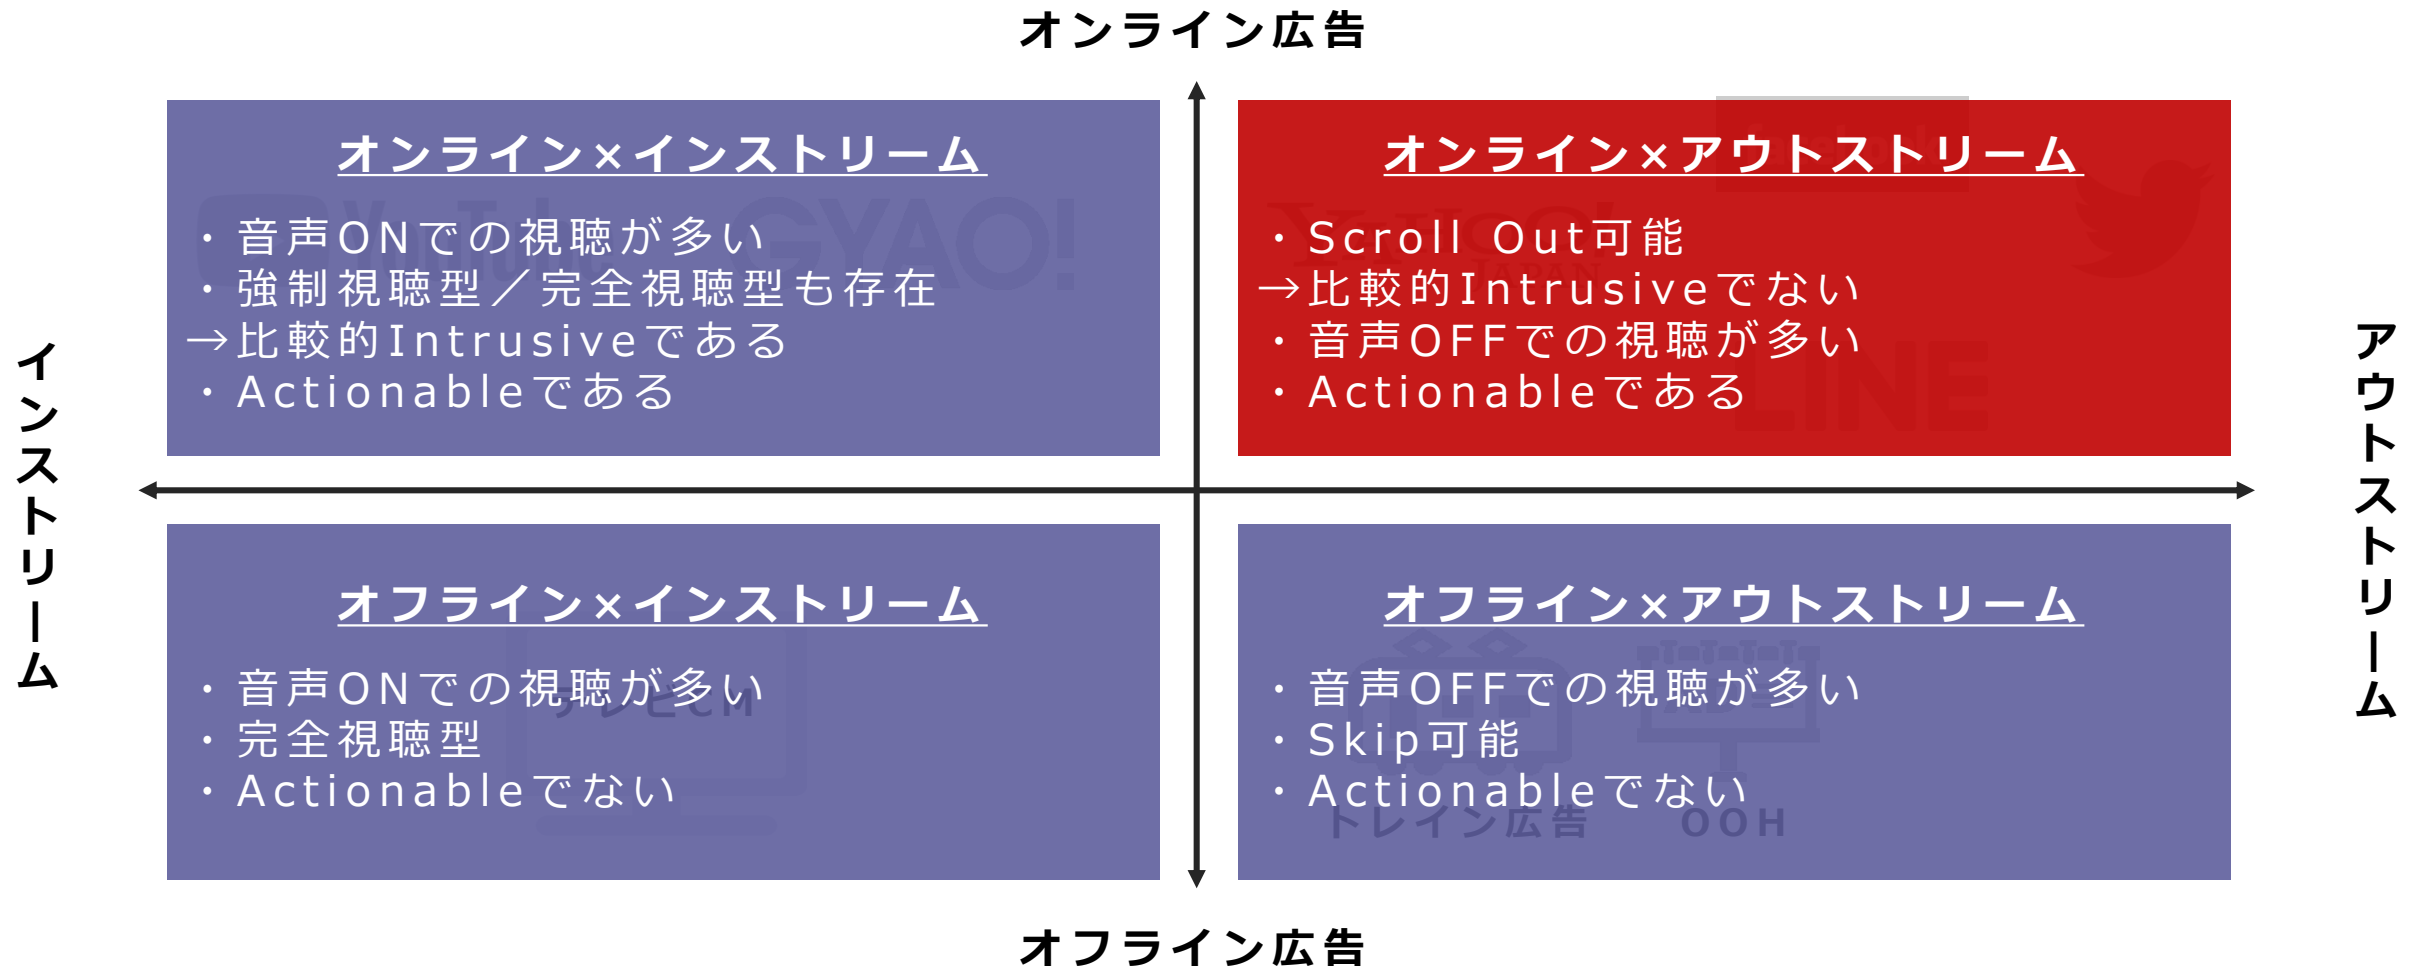 オンライン広告
オンライン×インストリーム
YouTube GYAO!
・音声ONでの視聴が多い
・強制視聴型／完全視聴型も存在
→比較的Intrusiveである
・Actionableである
オンライン×アウトストリーム
YAHOO!
JAPAN
・Scroll Out可能
→比較的Intrusiveでない
・音声OFFでの視聴が多い
・Actionableである
LINE
インストリーム
アウトストリーム
オフライン×インストリーム
・音声ONでの視聴が多い
テレビCM
・完全視聴型
・Actionableでない
オフライン×アウトストリーム
・音声OFFでの視聴が多い
・Skip可能
・Actionableでない
トレイン広告 OOH
オフライン広告